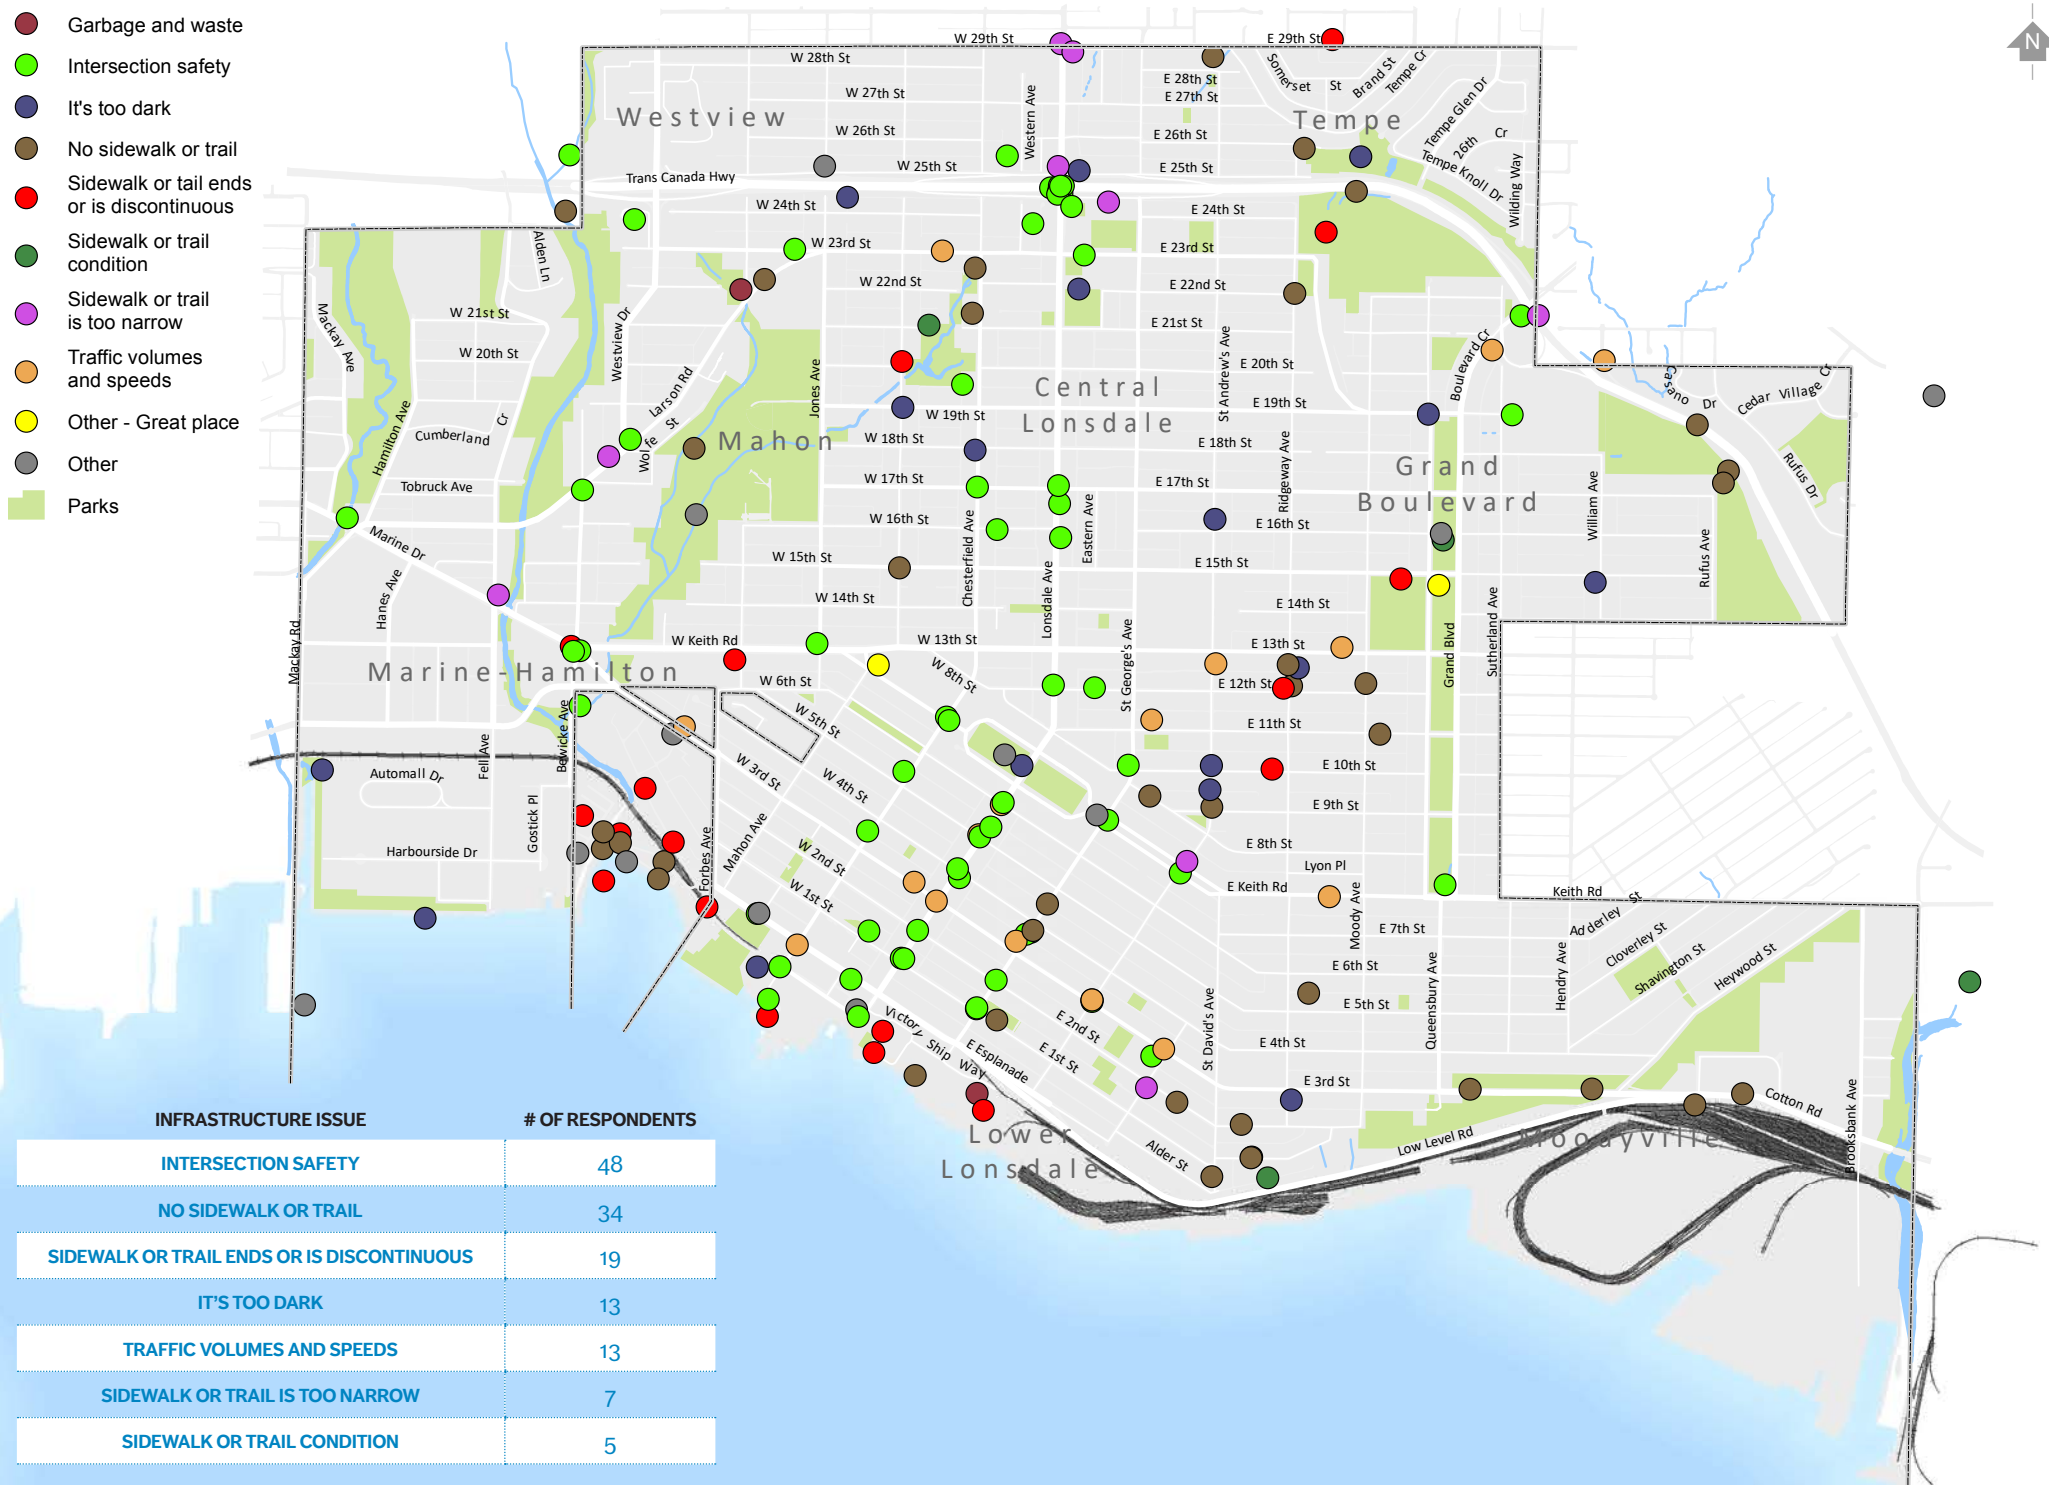 Garbage and waste
Intersection safety
It's too dark
No sidewalk or trail
Sidewalk or tail ends
or is discontinuous
Sidewalk or trail
condition
Sidewalk or trail
is too narrow
Traffic volumes
and speeds
Other - Great place
Other
Parks
N
W 29th St
E 29th St
W 28th St
E 28th St
Somerset St
Brand St
Tempe Cr
W 27th St
E 27th St
Western Ave
Tempe Glen Dr
Westview
Tempe
W 26th St
E 26th St
26th Cr
W 25th St
E 25th St
Tempe Knoll Dr
Trans Canada Hwy
Wilding Way
W 24th St
E 24th St
Alden Ln
W 23rd St
E 23rd St
W 22nd St
E 22nd St
Mackay Ave
W 21st St
E 21st St
Westview Dr
St Andrew's Ave
Boulevard Cr
W 20th St
E 20th St
Larson Rd
Jones Ave
Central
Lonsdale
Casano Dr
Cedar Village Cr
Hamilton Ave
Cumberland Cr
Wolfe St
W 19th St
E 19th St
Mahon
W 18th St
E 18th St
Ridgeway Ave
Grand
Boulevard
Rufus Dr
Tobruck Ave
W 17th St
E 17th St
William Ave
W 16th St
E 16th St
Chesterfield Ave
Eastern Ave
Marine Dr
W 15th St
E 15th St
Rufus Ave
Hanes Ave
W 14th St
E 14th St
Lonsdale Ave
Sutherland Ave
Mackay Rd
W Keith Rd
W 13th St
E 13th St
St George's Ave
Grand Blvd
Marine-Hamilton
W 8th St
W 6th St
E 12th St
W 5th St
E 11th St
Bewicke Ave
Fell Ave
Automall Dr
W 3rd St
W 4th St
E 10th St
Gostick Pl
E 9th St
Mahon Ave
Forbes Ave
Harbourside Dr
W 2nd St
E 8th St
Lyon Pl
W 1st St
E Keith Rd
Keith Rd
Moody Ave
Adderley St
E 7th St
Cloverley St
Shavington St
Heywood St
E 6th St
Queensbury Ave
Hendry Ave
E 5th St
St David's Ave
Victory Ship Way
E 2nd St
E 4th St
E Esplanade
E 1st St
E 3rd St
Cotton Rd
Brooksbank Ave
Lower
Lonsdale
Alder St
Low Level Rd
Moodyville
INFRASTRUCTURE ISSUE # OF RESPONDENTS
INTERSECTION SAFETY 48
NO SIDEWALK OR TRAIL 34
SIDEWALK OR TRAIL ENDS OR IS DISCONTINUOUS 19
IT'S TOO DARK 13
TRAFFIC VOLUMES AND SPEEDS 13
SIDEWALK OR TRAIL IS TOO NARROW 7
SIDEWALK OR TRAIL CONDITION 5